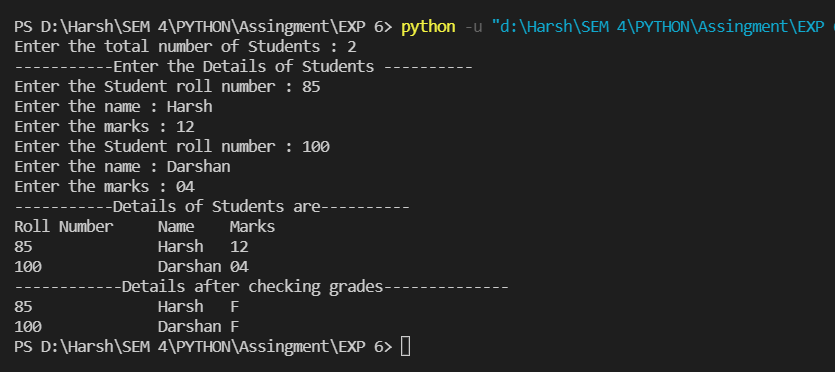 PS D:\Harsh\SEM 4\PYTHON\Assingment\EXP 6> python -u "d:\Harsh\SEM 4\PYTHON\Assingment\EXP
Enter the total number of Students : 2
-----------Enter the Details of Students ----------
Enter the Student roll number : 85
Enter the name : Harsh
Enter the marks : 12
Enter the Student roll number : 100
Enter the name : Darshan
Enter the marks : 04
-----------Details of Students are----------
Roll Number     Name    Marks
85              Harsh   12
100             Darshan 04
------------Details after checking grades--------------
85              Harsh   F
100             Darshan F
PS D:\Harsh\SEM 4\PYTHON\Assingment\EXP 6>